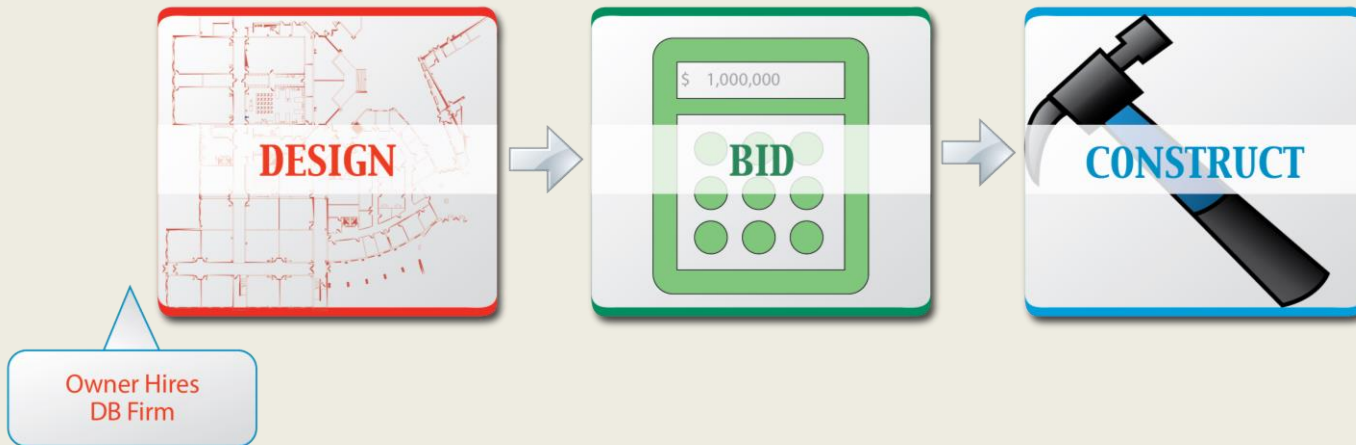 DESIGN
$ 1,000,000
BID
CONSTRUCT
Owner Hires
DB Firm